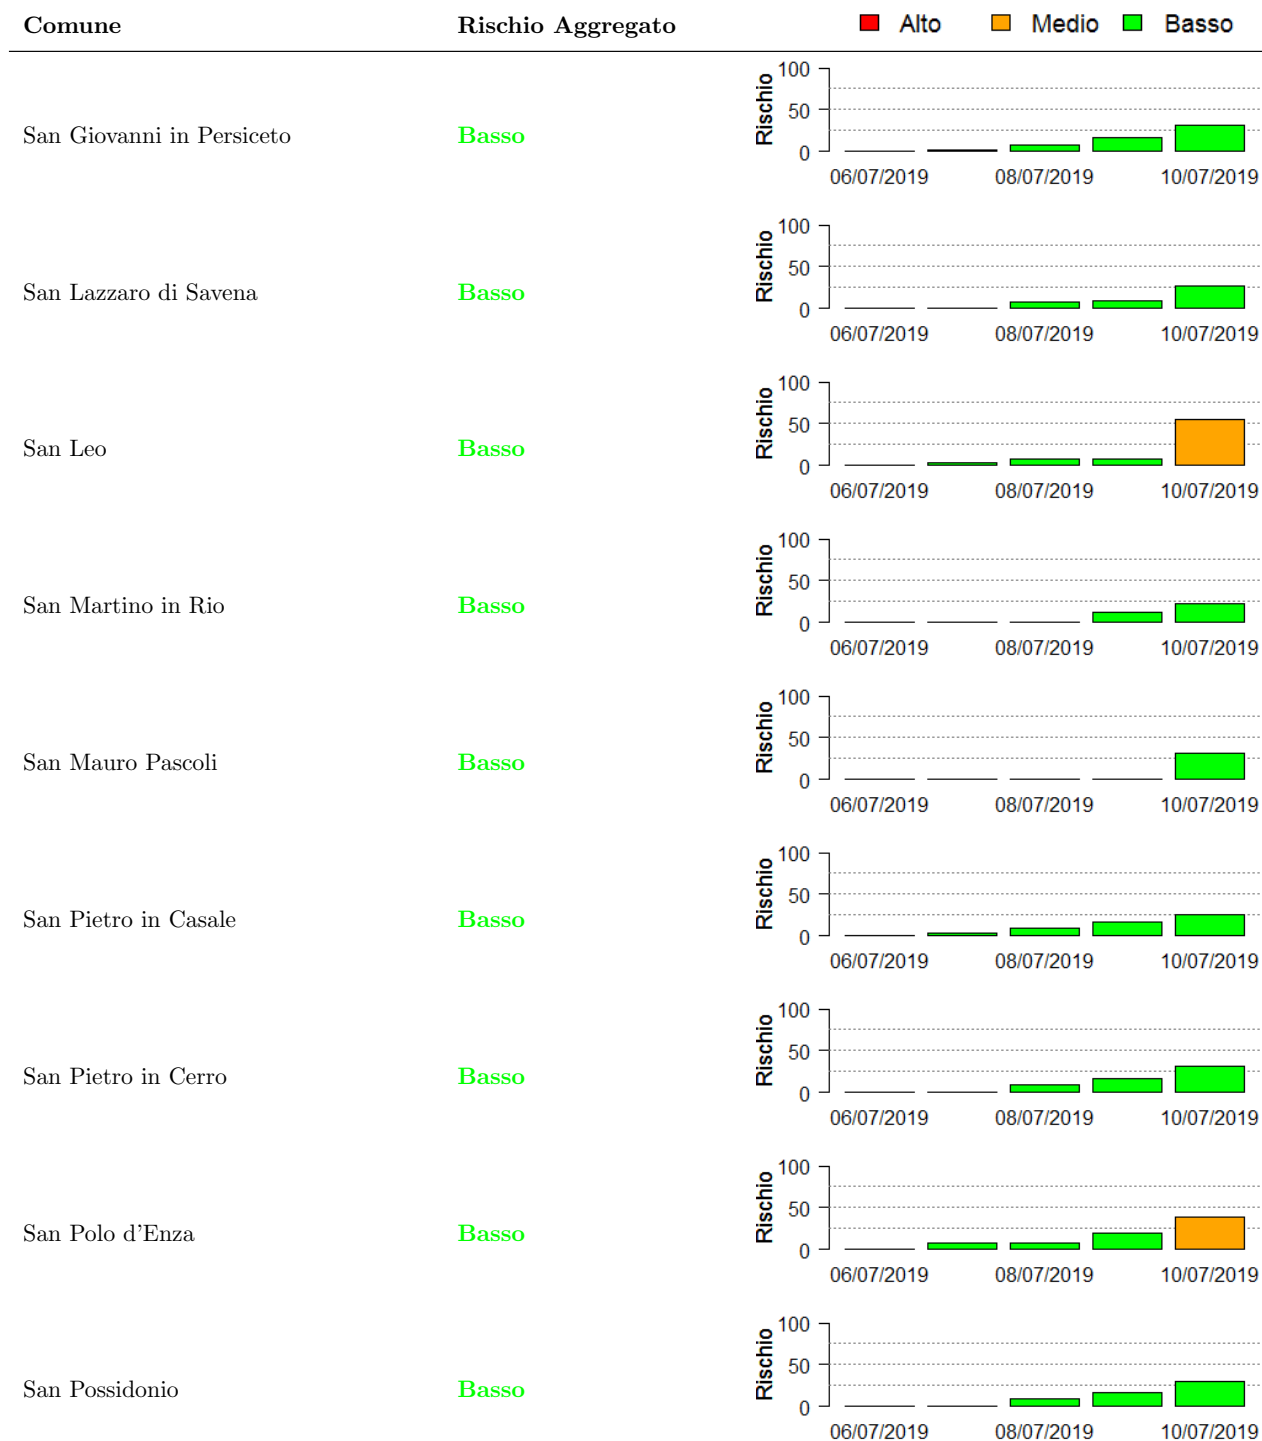 Comune Rischio Aggregato Alto Medio Basso
100
50
0
Rischio
San Giovanni in Persiceto Basso
06/07/2019 08/07/2019 10/07/2019
100
50
0
Rischio
San Lazzaro di Savena Basso
06/07/2019 08/07/2019 10/07/2019
100
50
0
Rischio
San Leo Basso
06/07/2019 08/07/2019 10/07/2019
100
50
0
Rischio
San Martino in Rio Basso
06/07/2019 08/07/2019 10/07/2019
100
50
0
Rischio
San Mauro Pascoli Basso
06/07/2019 08/07/2019 10/07/2019
100
50
0
Rischio
San Pietro in Casale Basso
06/07/2019 08/07/2019 10/07/2019
100
50
0
Rischio
San Pietro in Cerro Basso
06/07/2019 08/07/2019 10/07/2019
100
50
0
Rischio
San Polo d'Enza Basso
06/07/2019 08/07/2019 10/07/2019
100
50
0
Rischio
San Possidonio Basso
06/07/2019 08/07/2019 10/07/2019